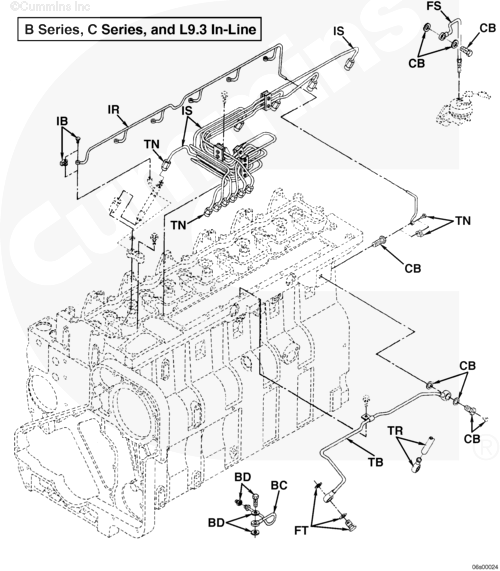 ©Cummins Inc
B Series, C Series, and L9.3 In-Line
FS
IS
CB
CB
IR
IS
IB
TN
TN
TN
CB
CB
TR
CB
TB
BD
BC
BD
FT
06s00024
Cummins
®